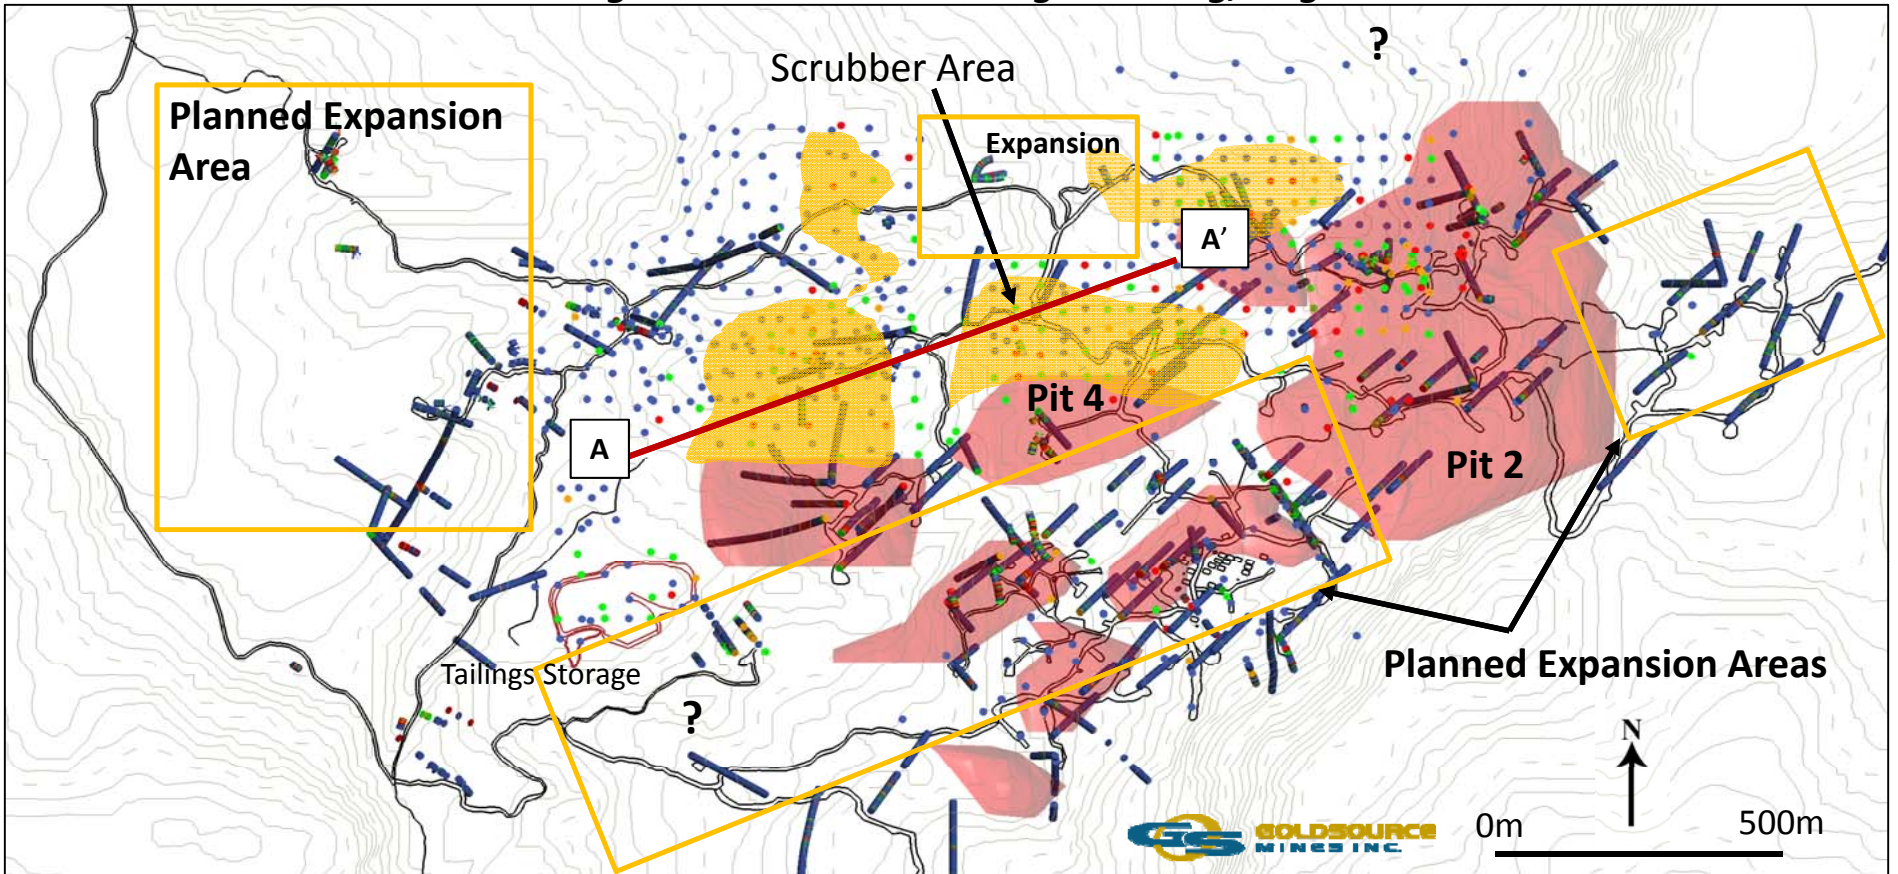 ?
Scrubber Area
Planned Expansion
Area
Expansion
A'
Pit 4
A
Pit 2
Tailings Storage
Planned Expansion Areas
?
N
0m
500m
GS GOLDSOURCE
MINES INC.